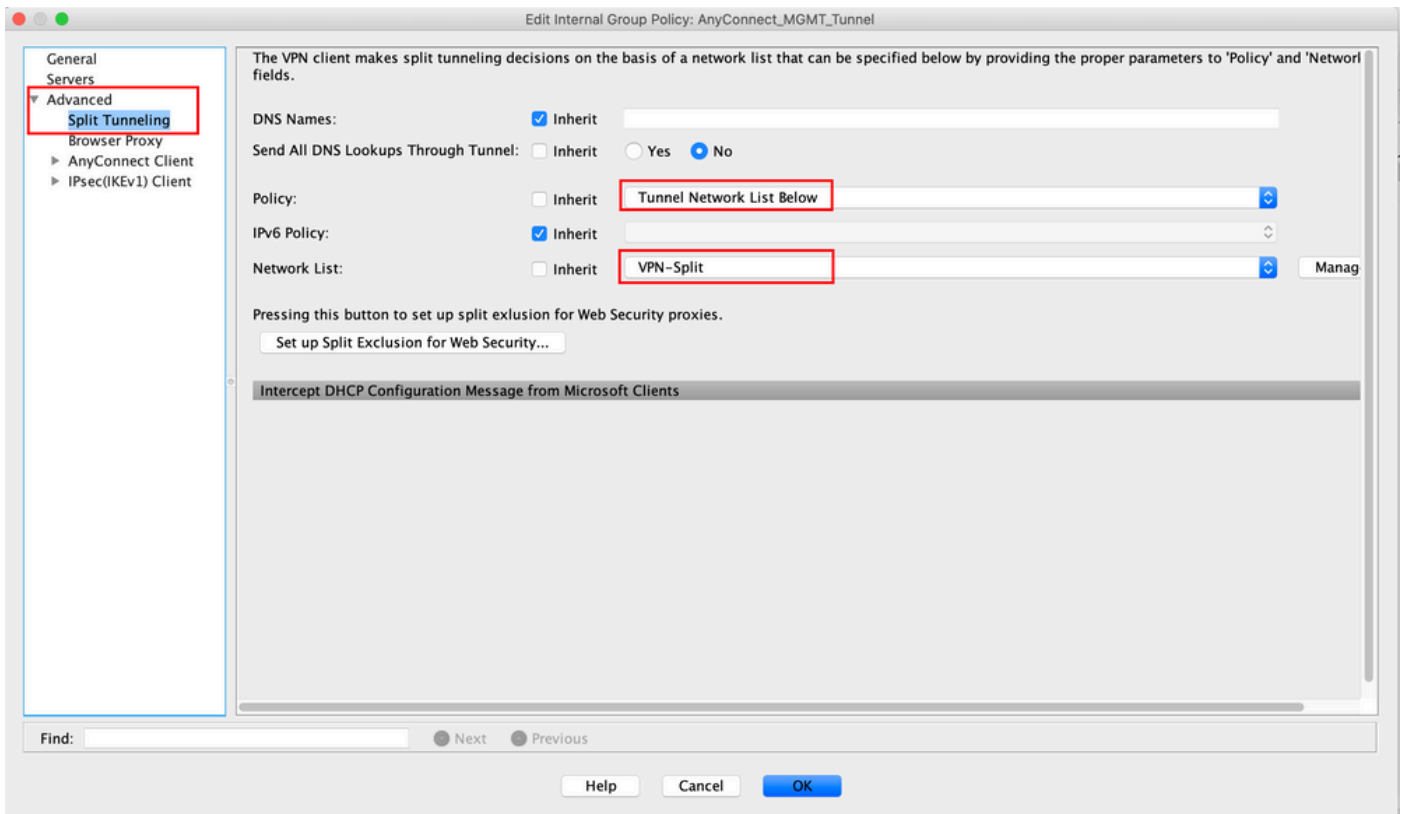 Edit Internal Group Policy: AnyConnect_MGMT_Tunnel
General
Servers
Advanced
Split Tunneling
Browser Proxy
AnyConnect Client
IPsec(IKEv1) Client
The VPN client makes split tunneling decisions on the basis of a network list that can be specified below by providing the proper parameters to 'Policy' and 'Networl
fields.
DNS Names: Inherit
Send All DNS Lookups Through Tunnel: Inherit Yes No
Policy: Inherit Tunnel Network List Below
IPv6 Policy: Inherit
Network List: Inherit VPN-Split Manag
Pressing this button to set up split exlusion for Web Security proxies.
Set up Split Exclusion for Web Security...
Intercept DHCP Configuration Message from Microsoft Clients
Find: Next Previous
Help Cancel OK